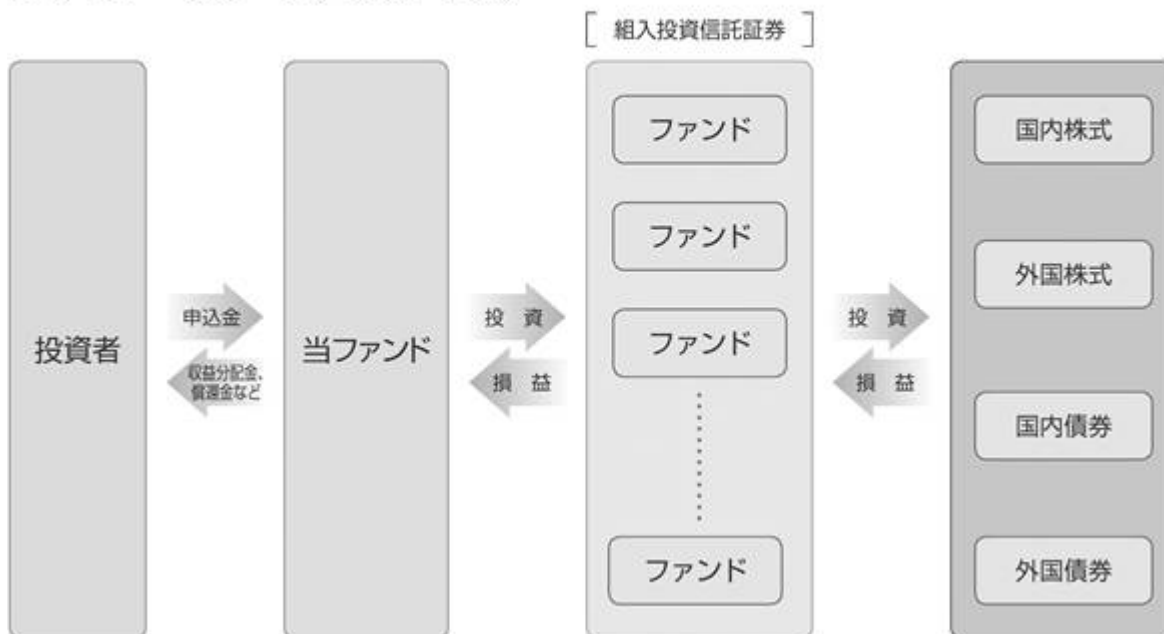 [ 組入投資信託証券 ]
投資者
申込金
収益分配金、
償還金など
当ファンド
投 資
損 益
ファンド
ファンド
ファンド
ファンド
投 資
損 益
国内株式
外国株式
国内債券
外国債券